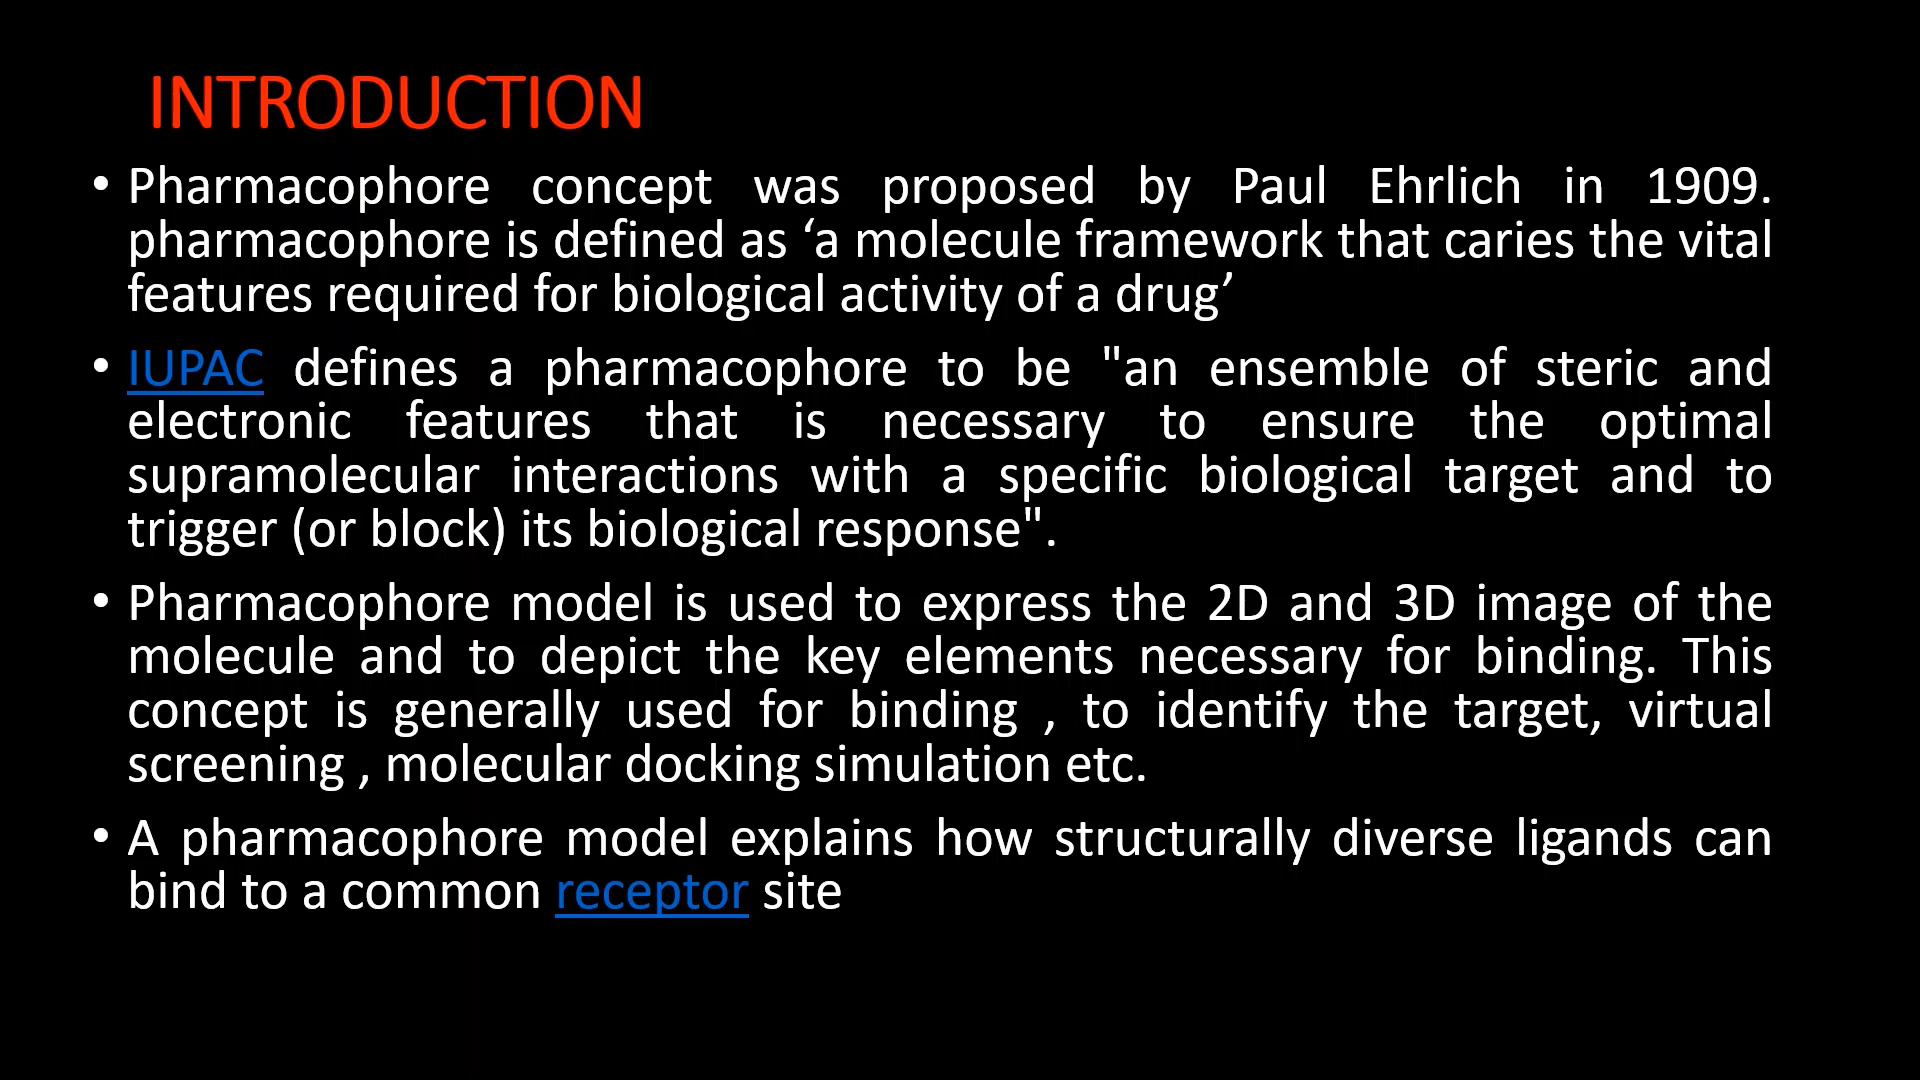 INTRODUCTION
• Pharmacophore concept was proposed by Paul Ehrlich in 1909.
pharmacophore is defined as ‘a molecule framework that caries the vital
features required for biological activity of a drug’
• IUPAC defines a pharmacophore to be "an ensemble of steric and
electronic features that is necessary to ensure the optimal
supramolecular interactions with a specific biological target and to
trigger (or block) its biological response".
• Pharmacophore model is used to express the 2D and 3D image of the
molecule and to depict the key elements necessary for binding. This
concept is generally used for binding , to identify the target, virtual
screening , molecular docking simulation etc.
• A pharmacophore model explains how structurally diverse ligands can
bind to a common receptor site